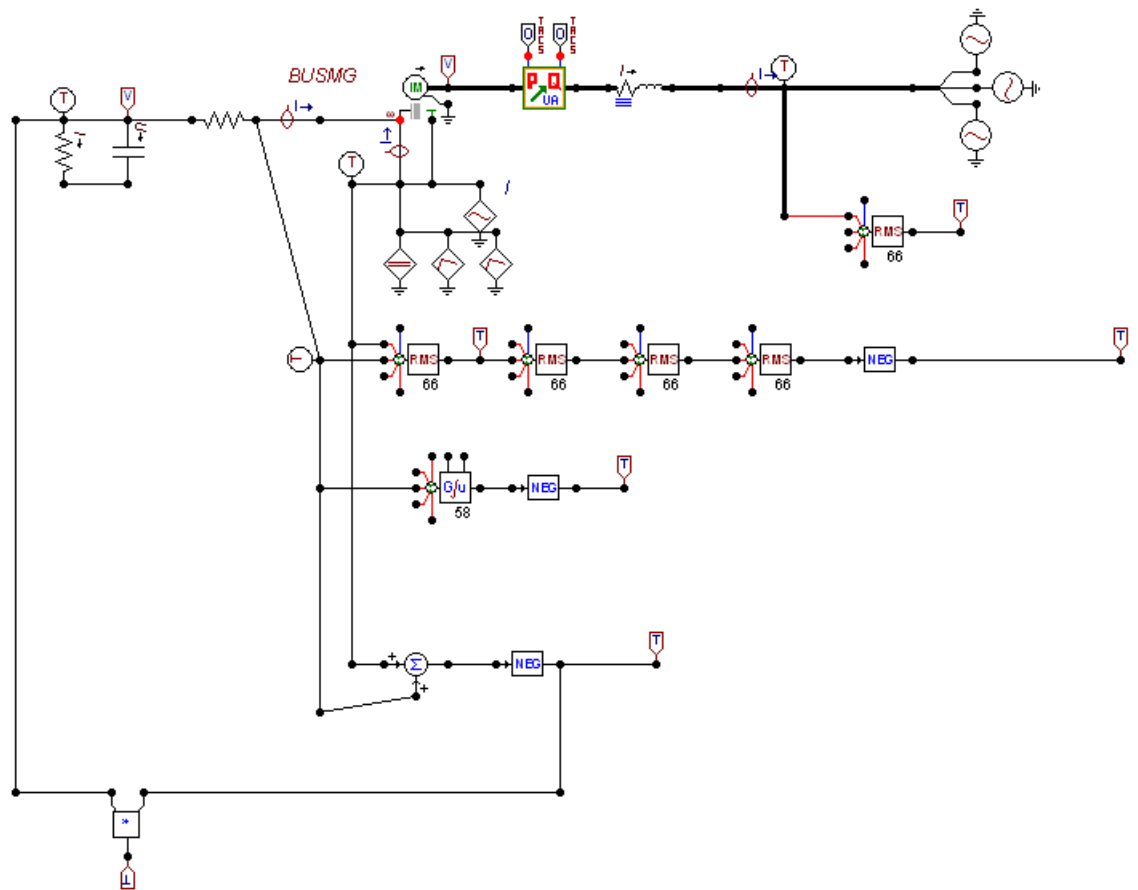 TACS
TACS
O
O
BUSMG
I
IM
V
P Q
UA
I
I
T
T
V
I
ω
T
T
I
T
RMS
66
T
T
T
RMS
66
RMS
66
RMS
66
RMS
66
NEG
T
G∫u
58
NEG
T
+
Σ
+
NEG
T
*
T